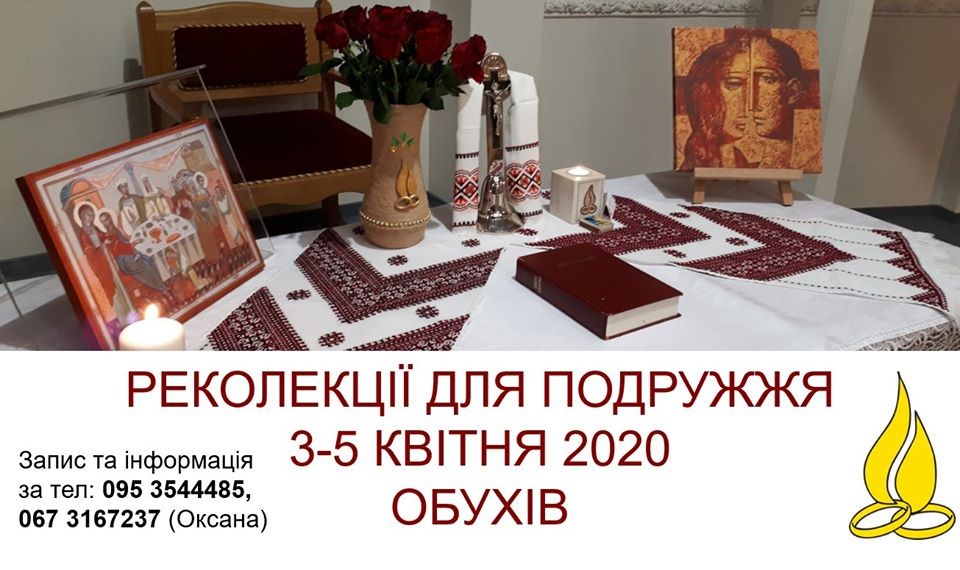 РЕКОЛЕКЦІЇ ДЛЯ ПОДРУЖЖЯ
3-5 КВІТНЯ 2020
ОБУХІВ
Запис та інформація
за тел: 095 3544485,
067 3167237 (Оксана)